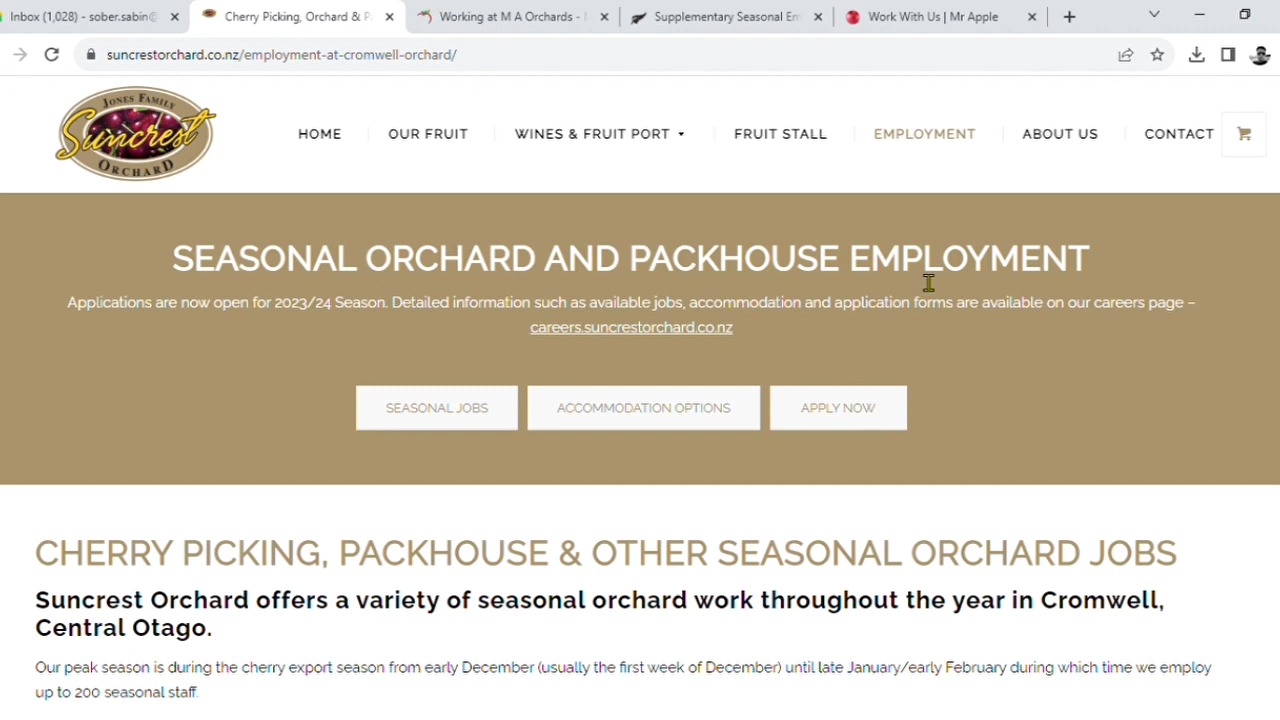 Inbox (1,028) - sober.sabin@
Cherry Picking, Orchard & P
Working at M A Orchards -
Supplementary Seasonal Em
Work With Us | Mr Apple
suncrestorchard.co.nz/employment-at-cromwell-orchard/
JONES FAMILY
Suncrest
ORCHARD
HOME
OUR FRUIT
WINES & FRUIT PORT
FRUIT STALL
EMPLOYMENT
ABOUT US
CONTACT
SEASONAL ORCHARD AND PACKHOUSE EMPLOYMENT
Applications are now open for 2023/24 Season. Detailed information such as available jobs, accommodation and application forms are available on our careers page –
careers.suncrestorchard.co.nz
SEASONAL JOBS
ACCOMMODATION OPTIONS
APPLY NOW
CHERRY PICKING, PACKHOUSE & OTHER SEASONAL ORCHARD JOBS
Suncrest Orchard offers a variety of seasonal orchard work throughout the year in Cromwell,
Central Otago.
Our peak season is during the cherry export season from early December (usually the first week of December) until late January/early February during which time we employ
up to 200 seasonal staff.